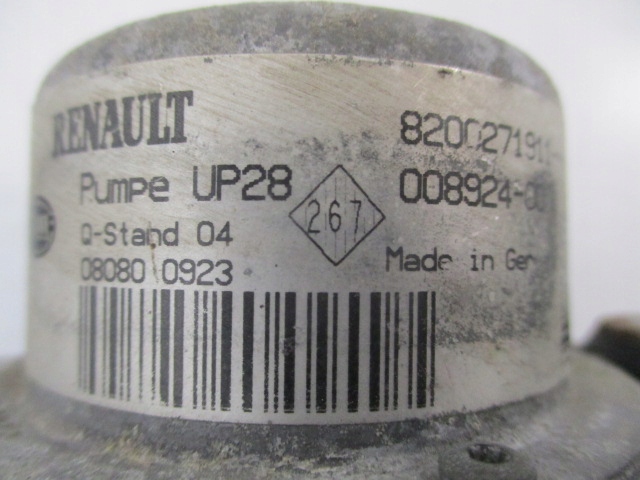 RENAULT
8200271911
Pumpe UP28
267
008924-00
Q-Stand 04
08080 0923
Made in Ger